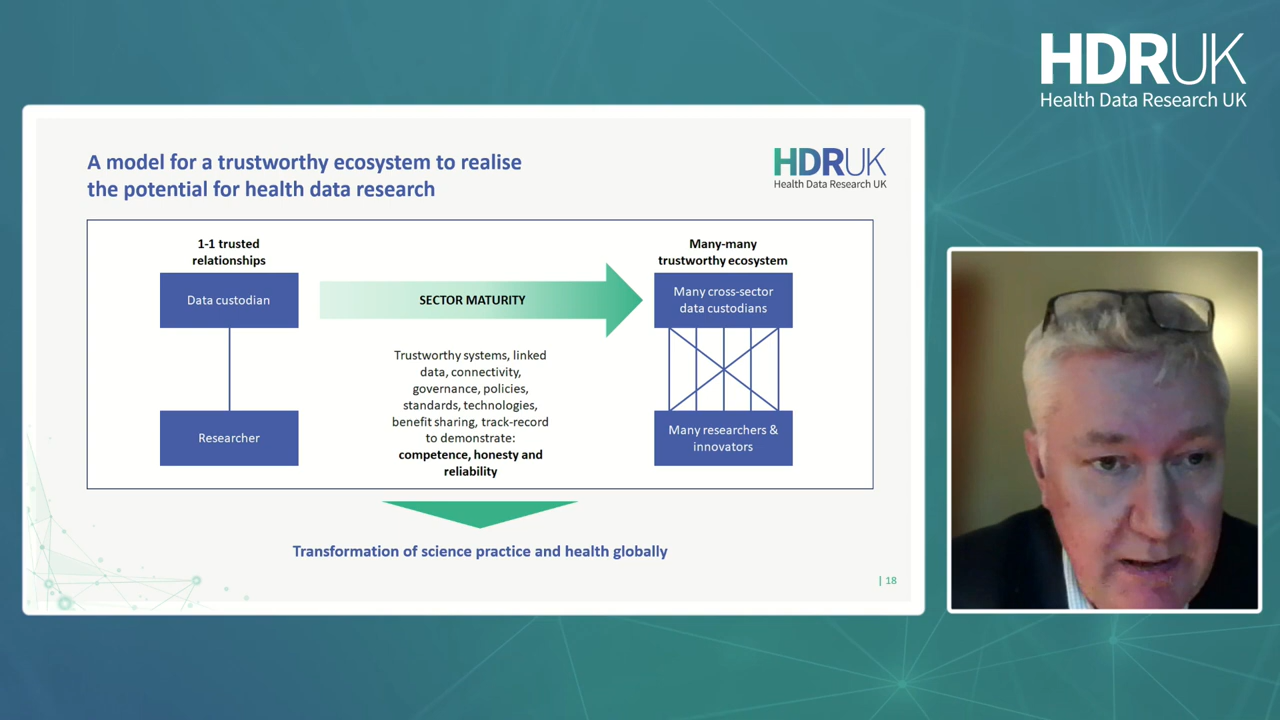 HDRUK
Health Data Research UK
A model for a trustworthy ecosystem to realise
the potential for health data research
HDRUK
Health Data Research UK
1-1 trusted
relationships
Data custodian
Researcher
SECTOR MATURITY
Trustworthy systems, linked
data, connectivity,
governance, policies,
standards, technologies,
benefit sharing, track-record
to demonstrate:
competence, honesty and
reliability
Many-many
trustworthy ecosystem
Many cross-sector
data custodians
Many researchers &
innovators
Transformation of science practice and health globally
| 18